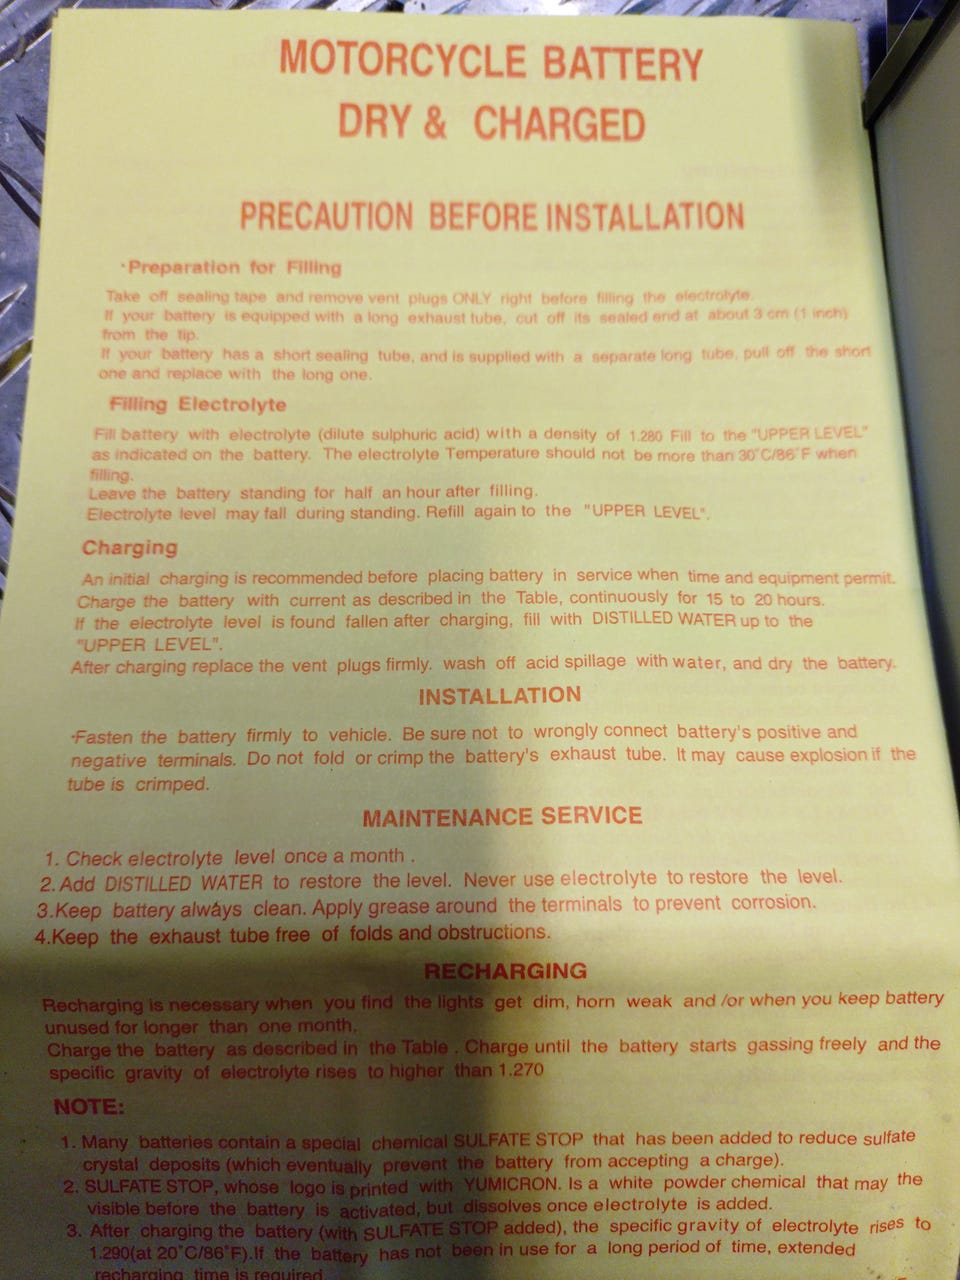 MOTORCYCLE BATTERY
DRY & CHARGED
PRECAUTION BEFORE INSTALLATION
·Preparation for Filling
Take off sealing tape and remove vent plugs ONLY right before filling the electrolyte.
If your battery is equipped with a long exhaust tube, cut off its sealed end at about 3 cm (1 inch)
from the tip.
If your battery has a short sealing tube, and is supplied with a separate long tube, pull off the short
one and replace with the long one.
Filling Electrolyte
Fill battery with electrolyte (dilute sulphuric acid) with a density of 1.280 Fill to the "UPPER LEVEL"
as indicated on the battery. The electrolyte Temperature should not be more than 30°C/86°F when
filling.
Leave the battery standing for half an hour after filling.
Electrolyte level may fall during standing. Refill again to the "UPPER LEVEL".
Charging
An initial charging is recommended before placing battery in service when time and equipment permit.
Charge the battery with current as described in the Table, continuously for 15 to 20 hours.
If the electrolyte level is found fallen after charging, fill with DISTILLED WATER up to the
"UPPER LEVEL".
After charging replace the vent plugs firmly. wash off acid spillage with water, and dry the battery.
INSTALLATION
·Fasten the battery firmly to vehicle. Be sure not to wrongly connect battery's positive and
negative terminals. Do not fold or crimp the battery's exhaust tube. It may cause explosion if the
tube is crimped.
MAINTENANCE SERVICE
1. Check electrolyte level once a month .
2. Add DISTILLED WATER to restore the level. Never use electrolyte to restore the level.
3.Keep battery always clean. Apply grease around the terminals to prevent corrosion.
4.Keep the exhaust tube free of folds and obstructions.
RECHARGING
Recharging is necessary when you find the lights get dim, horn weak and /or when you keep battery
unused for longer than one month.
Charge the battery as described in the Table . Charge until the battery starts gassing freely and the
specific gravity of electrolyte rises to higher than 1.270
NOTE:
1. Many batteries contain a special chemical SULFATE STOP that has been added to reduce sulfate
crystal deposits (which eventually prevent the battery from accepting a charge).
2. SULFATE STOP, whose logo is printed with YUMICRON. Is a white powder chemical that may the
visible before the battery is activated, but dissolves once electrolyte is added.
3. After charging the battery (with SULFATE STOP added), the specific gravity of electrolyte rises to
1.290(at 20°C/86°F).If the battery has not been in use for a long period of time, extended
recharging time is required